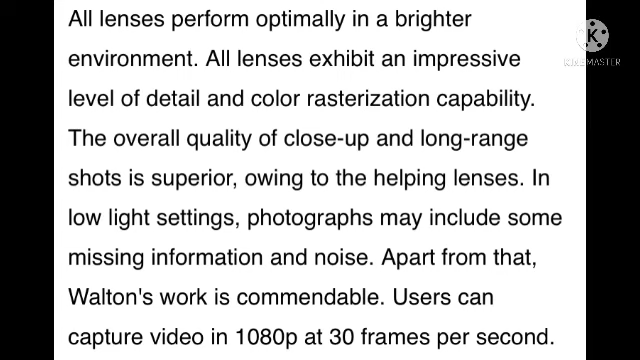 All lenses perform optimally in a brighter
environment. All lenses exhibit an impressive
level of detail and color rasterization capability.
The overall quality of close-up and long-range
shots is superior, owing to the helping lenses. In
low light settings, photographs may include some
missing information and noise. Apart from that,
Walton's work is commendable. Users can
capture video in 1080p at 30 frames per second.
K
KINEMASTER